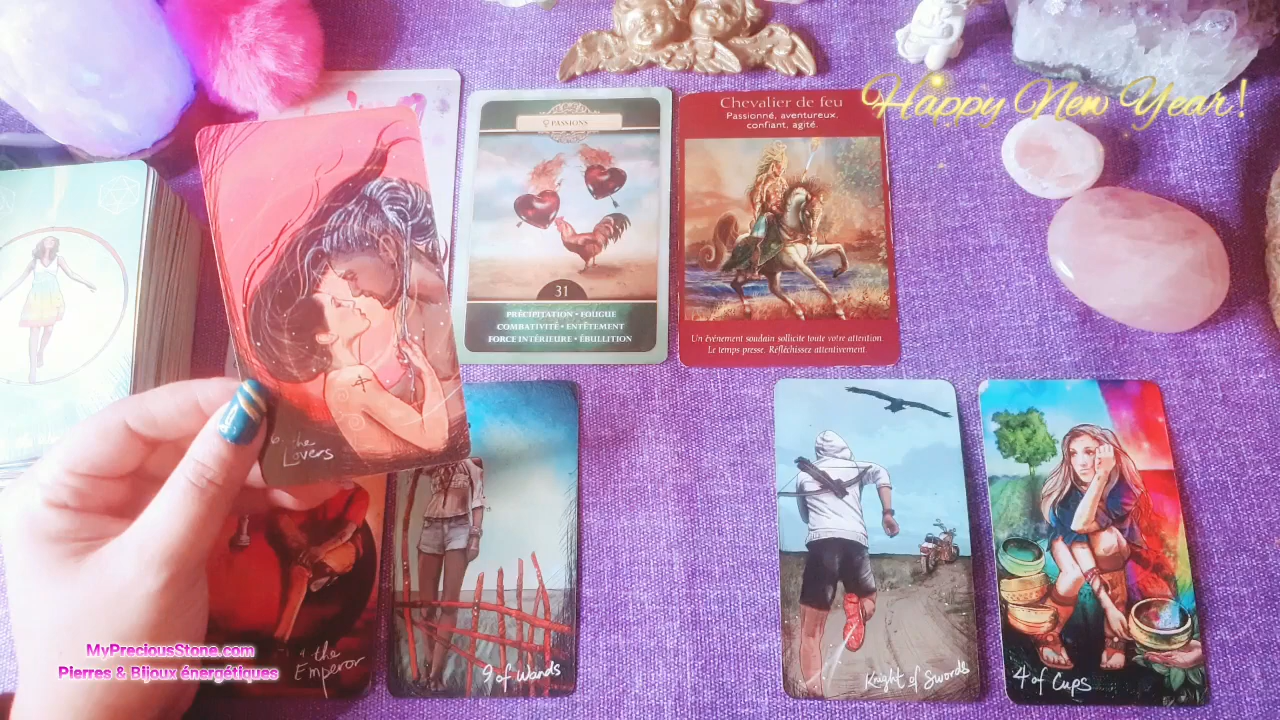 Happy New Year!
PASSIONS
31
PRÉCIPITATION • FOUGUE
COMBATIVITÉ • ENTÊTEMENT
FORCE INTÉRIEURE • ÉBULLITION
Chevalier de feu
Passionné, aventureux,
confiant, agité.
Un événement soudain sollicite toute votre attention
Le temps presse. Réfléchissez attentivement.
6. the
Lovers
4 the
Emperor
9 of Wands
Knight of Swords
4 of Cups
MyPreciousStone.com
Pierres & Bijoux énergétiques